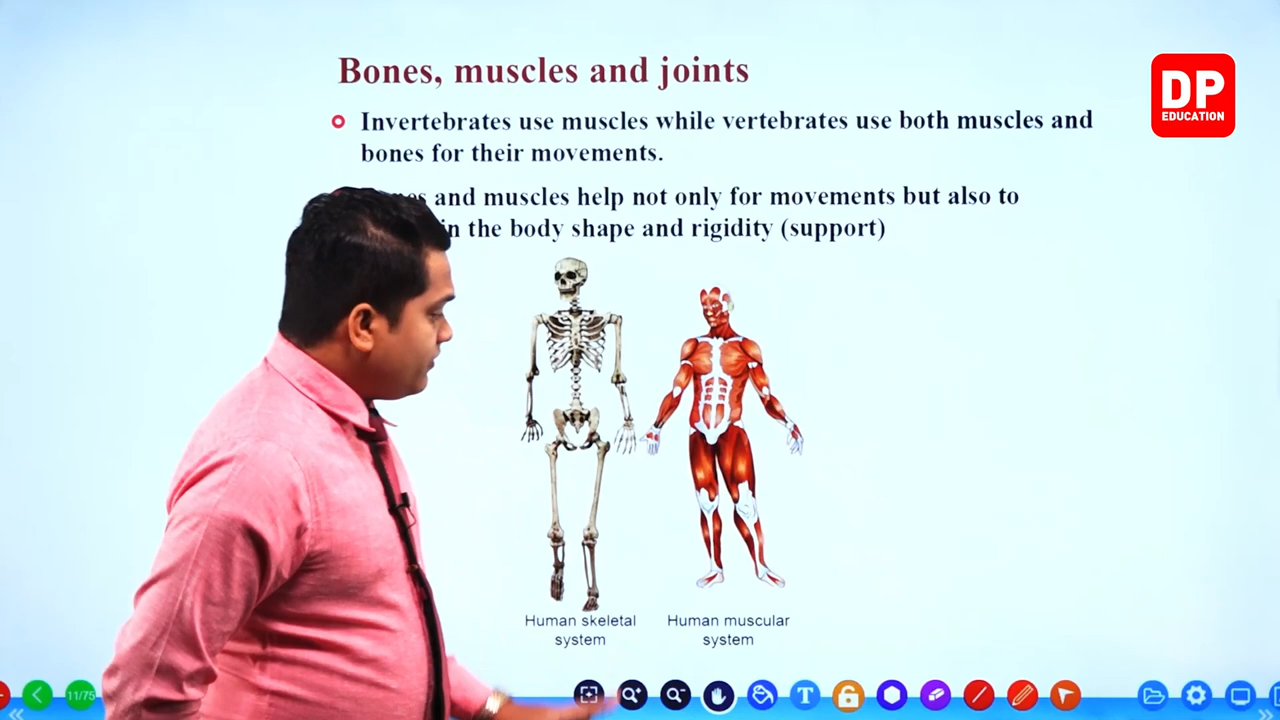 Bones, muscles and joints
DP
EDUCATION
Invertebrates use muscles while vertebrates use both muscles and
bones for their movements.
and muscles help not only for movements but also to
the body shape and rigidity (support)
Human skeletal
system
Human muscular
system
11/75
T